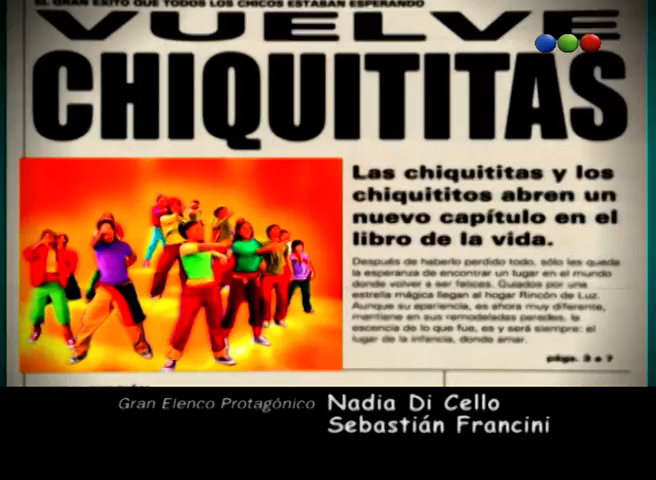 EL GRAN EXITO QUE TODOS LOS CHICOS ESTABAN ESPERANDO
VUELVE
CHIQUITITAS
Las chiquititas y los
chiquititos abren un
nuevo capítulo en el
libro de la vida.
Después de haberlo perdido todo, sólo les queda
la esperanza de encontrar un lugar en el mundo
donde volver a ser felices. Guiados por una
estrella mágica llegan al hogar Rincón de Luz.
Aunque su apariencia, es ahora muy diferente,
mantiene en sus remodeladas paredes, la
escencia de lo que fue, es y será siempre: el
lugar de la infancia, donde amar.
págs. 3 a 7
Gran Elenco Protagónico Nadia Di Cello
Sebastián Francini